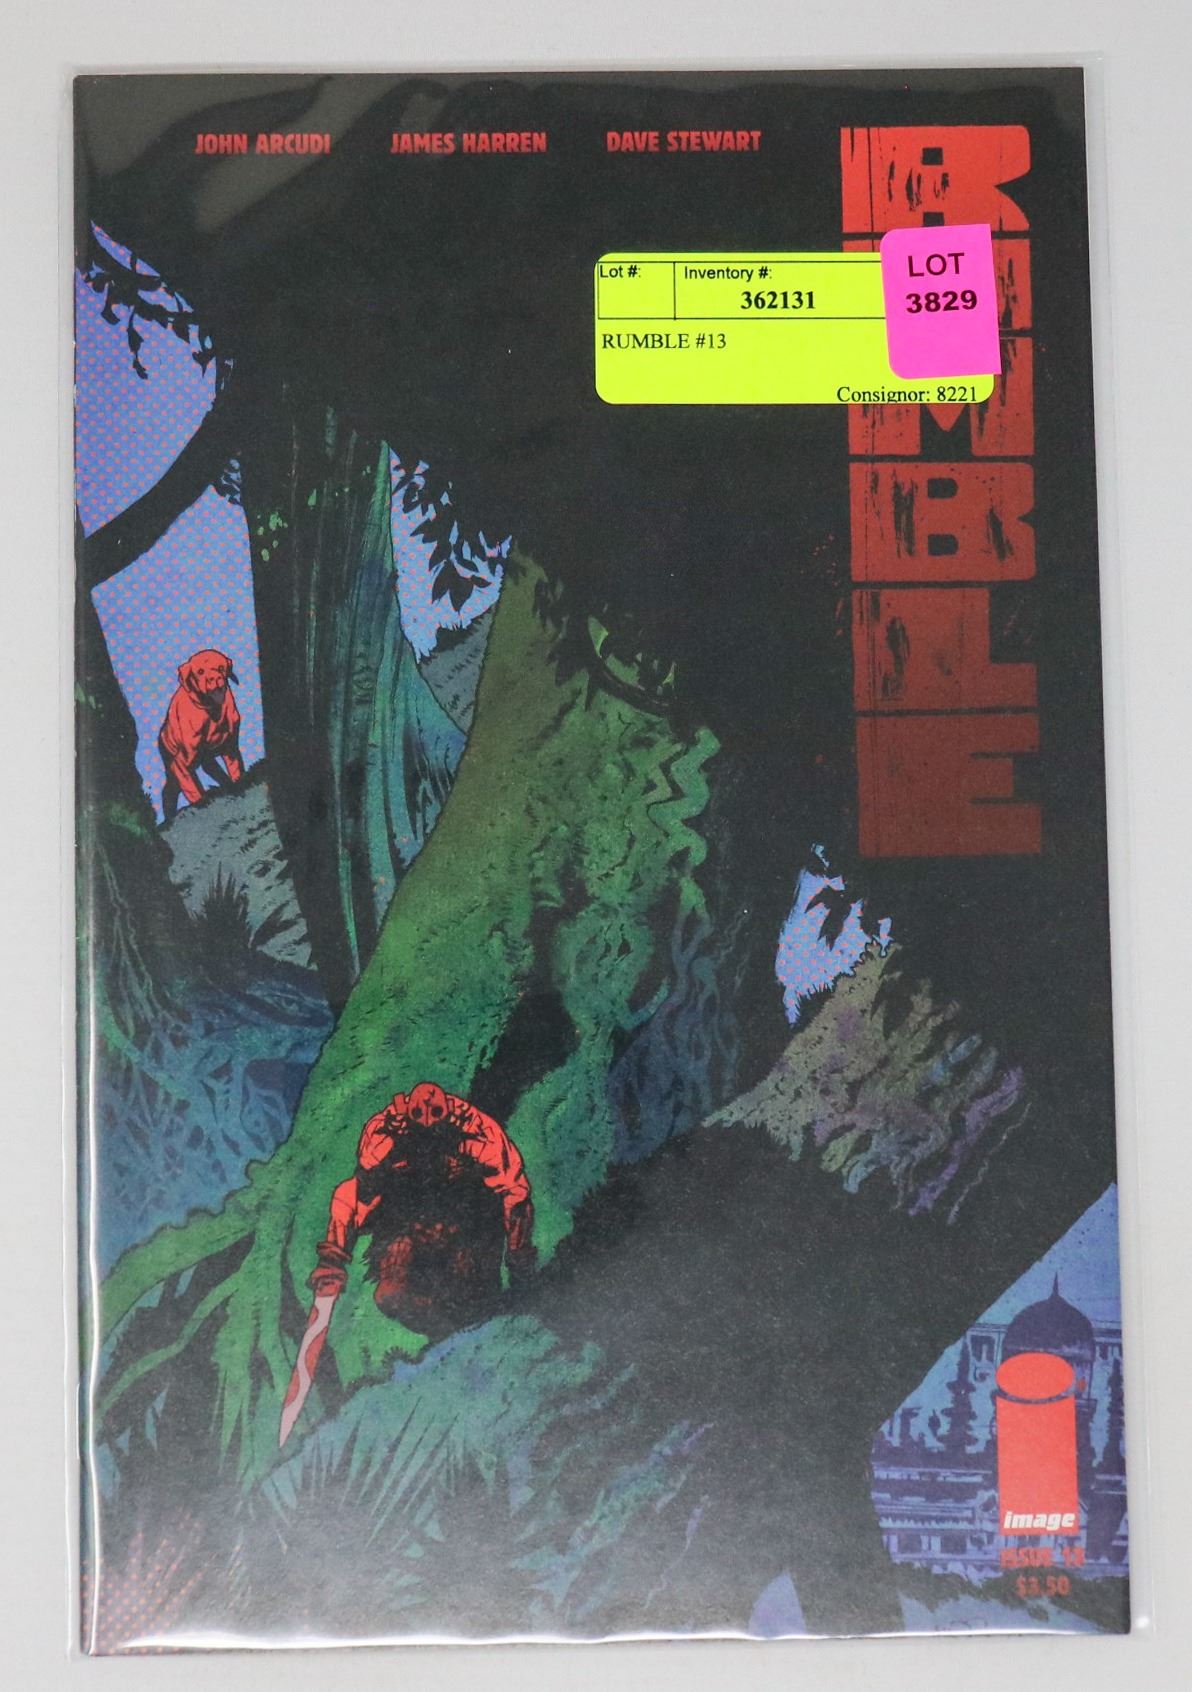 JOHN ARCUDI JAMES HARREN DAVE STEWART
RUMBLE
Lot #: Inventory #:
362131
LOT
3829
RUMBLE #13
Consignor: 8221
image
ISSUE 13
$3.50